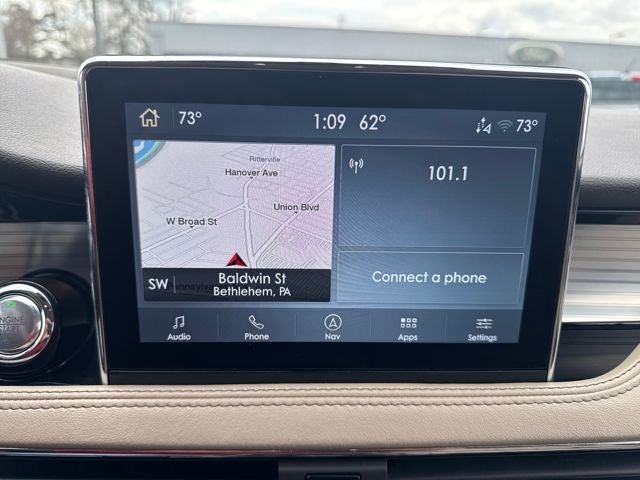 73° 1:09 62° 73°
Ritterville
Hanover Ave
Union Blvd
W Broad St
SW Baldwin St
Bethlehem, PA
101.1
Connect a phone
Audio Phone Nav Apps Settings
ENGINE
START